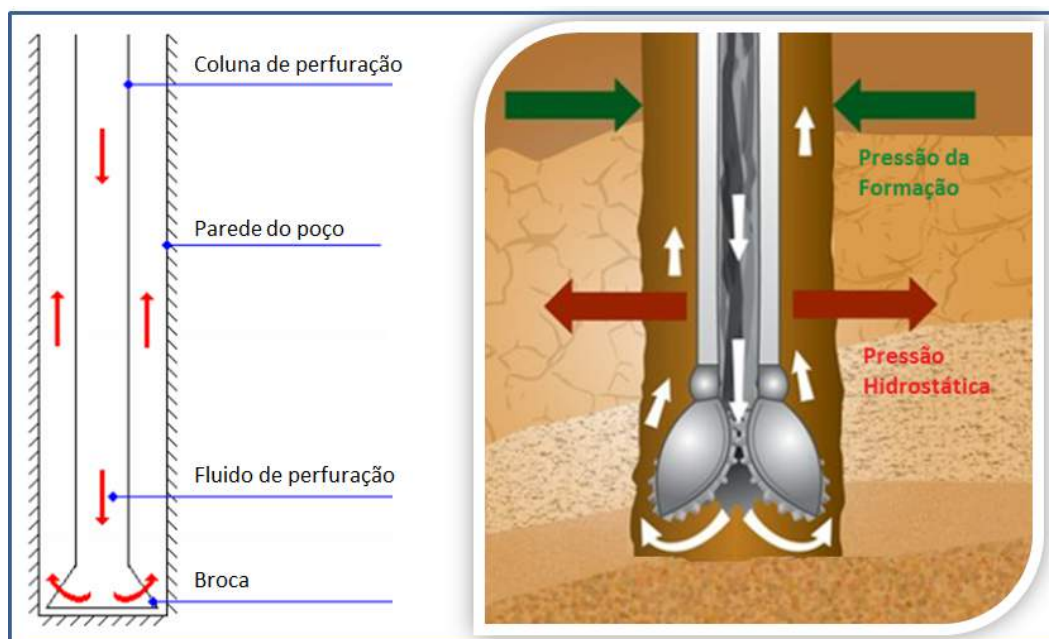 Coluna de perfuração
Parede do poço
Fluido de perfuração
Broca
Pressão da
Formação
Pressão
Hidrostática